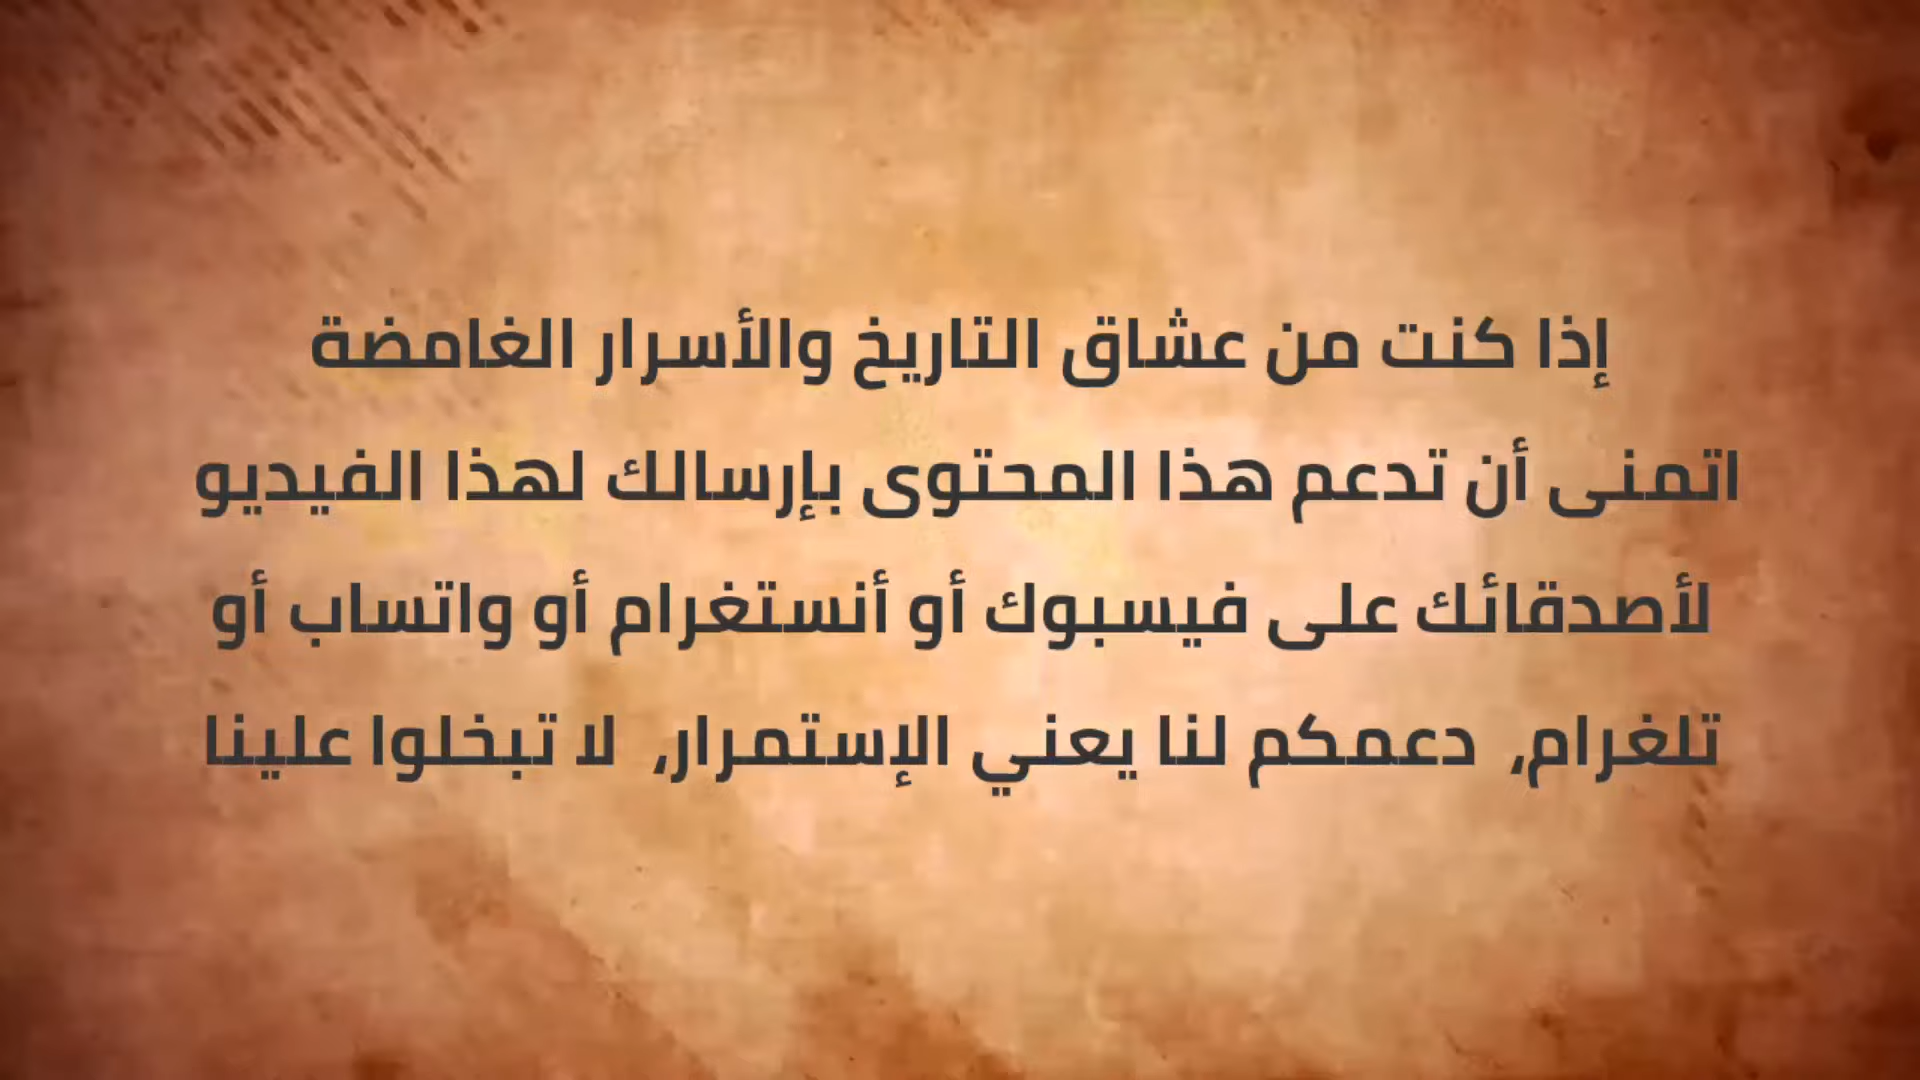 إذا كنت من عشاق التاريخ والأسرار الغامضة
اتمنى أن تدعم هذا المحتوى بإرسالك لهذا الفيديو
لأصدقائك على فيسبوك أو أنستغرام أو واتساب أو
تلغرام, دعمكم لنا يعني الإستمرار, لا تبخلوا علينا